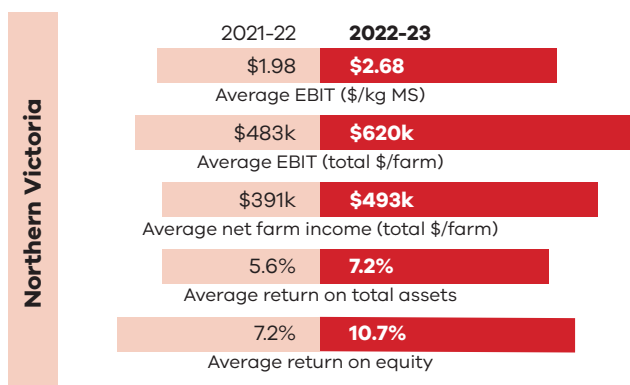 Northern Victoria
2021-22 2022-23
$1.98 $2.68
Average EBIT ($/kg MS)
$483k $620k
Average EBIT (total $/farm)
$391k $493k
Average net farm income (total $/farm)
5.6% 7.2%
Average return on total assets
7.2% 10.7%
Average return on equity